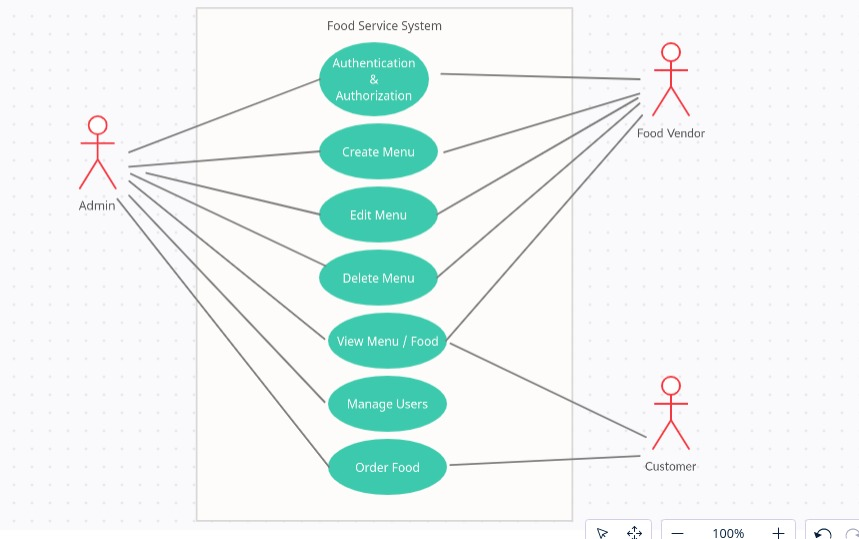 Food Service System
Authentication
&
Authorization
Create Menu
Edit Menu
Delete Menu
View Menu / Food
Manage Users
Order Food
Admin
Food Vendor
Customer
100%